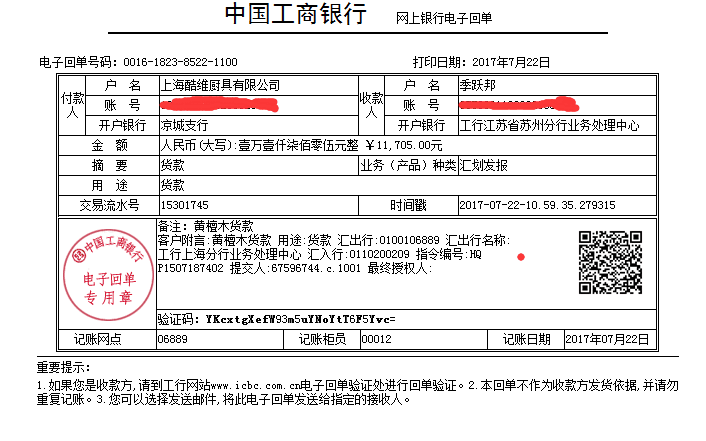 中国工商银行 网上银行电子回单
电子回单号码：0016-1823-8522-1100 打印日期：2017年7月22日
付款人 户 名 上海酷维厨具有限公司 收款人 户 名 季跃邦
账 号 账 号
开户银行 凉城支行 开户银行 工行江苏省苏州分行业务处理中心
金 额 人民币(大写):壹万壹仟柒佰零伍元整 ￥11,705.00元
摘 要 货款 业务（产品）种类 汇划发报
用 途 货款
交易流水号 15301745 时间戳 2017-07-22-10.59.35.279315
备注：黄檀木货款
客户附言:黄檀木货款 用途:货款 汇出行:0100106889 汇出行名称:
工行上海分行业务处理中心 汇入行:0110200209 指令编号:HQ
P1507187402 提交人:67596744.c.1001 最终授权人:
中国工商银行
电子回单
专用章
验证码：YKcxtgXefW93m5uYNoYtT6F5Yvc=
记账网点 06889 记账柜员 00012 记账日期 2017年07月22日
重要提示：
1.如果您是收款方,请到工行网站www.icbc.com.cn电子回单验证处进行回单验证。2.本回单不作为收款方发货依据,并请勿
重复记账。3.您可以选择发送邮件,将此电子回单发送给指定的接收人。